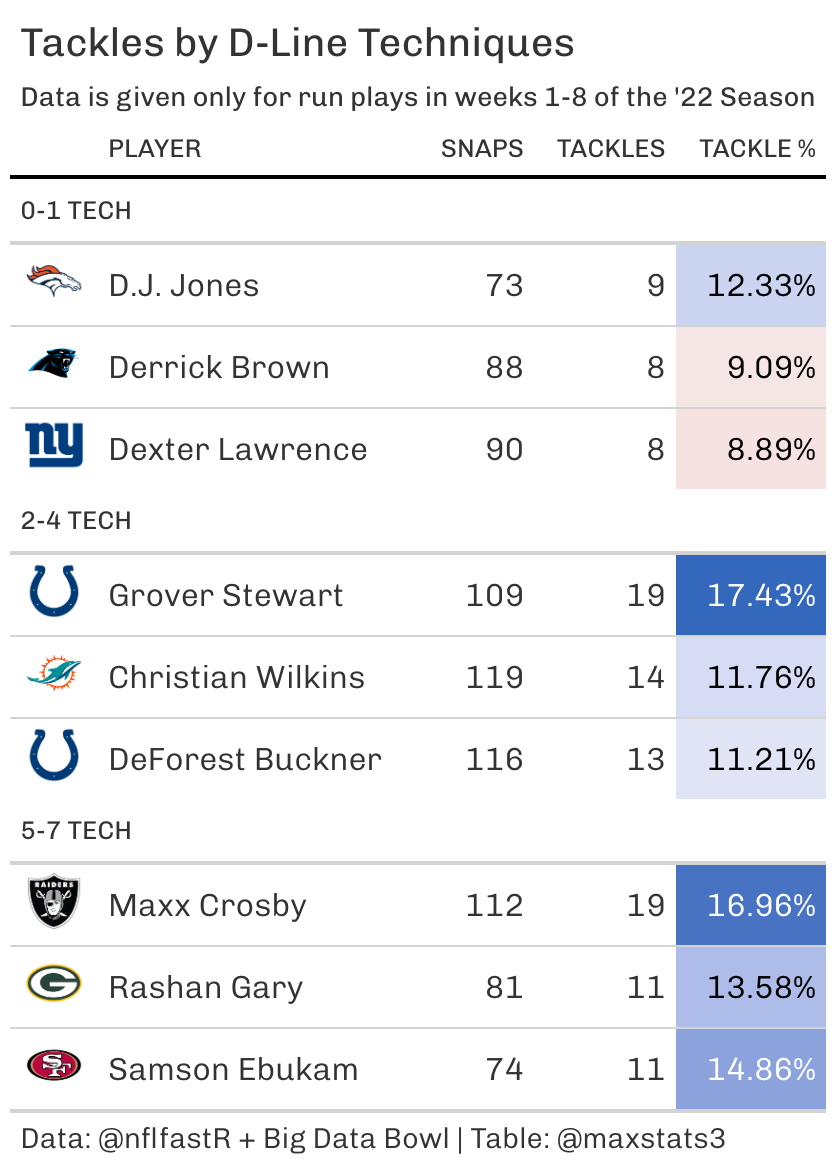 Tackles by D-Line Techniques
Data is given only for run plays in weeks 1-8 of the '22 Season
PLAYER SNAPS TACKLES TACKLE %
0-1 TECH
D.J. Jones 73 9 12.33%
Derrick Brown 88 8 9.09%
ny Dexter Lawrence 90 8 8.89%
2-4 TECH
Grover Stewart 109 19 17.43%
Christian Wilkins 119 14 11.76%
DeForest Buckner 116 13 11.21%
5-7 TECH
RAIDERS Maxx Crosby 112 19 16.96%
G Rashan Gary 81 11 13.58%
SF Samson Ebukam 74 11 14.86%
Data: @nflfastR + Big Data Bowl | Table: @maxstats3